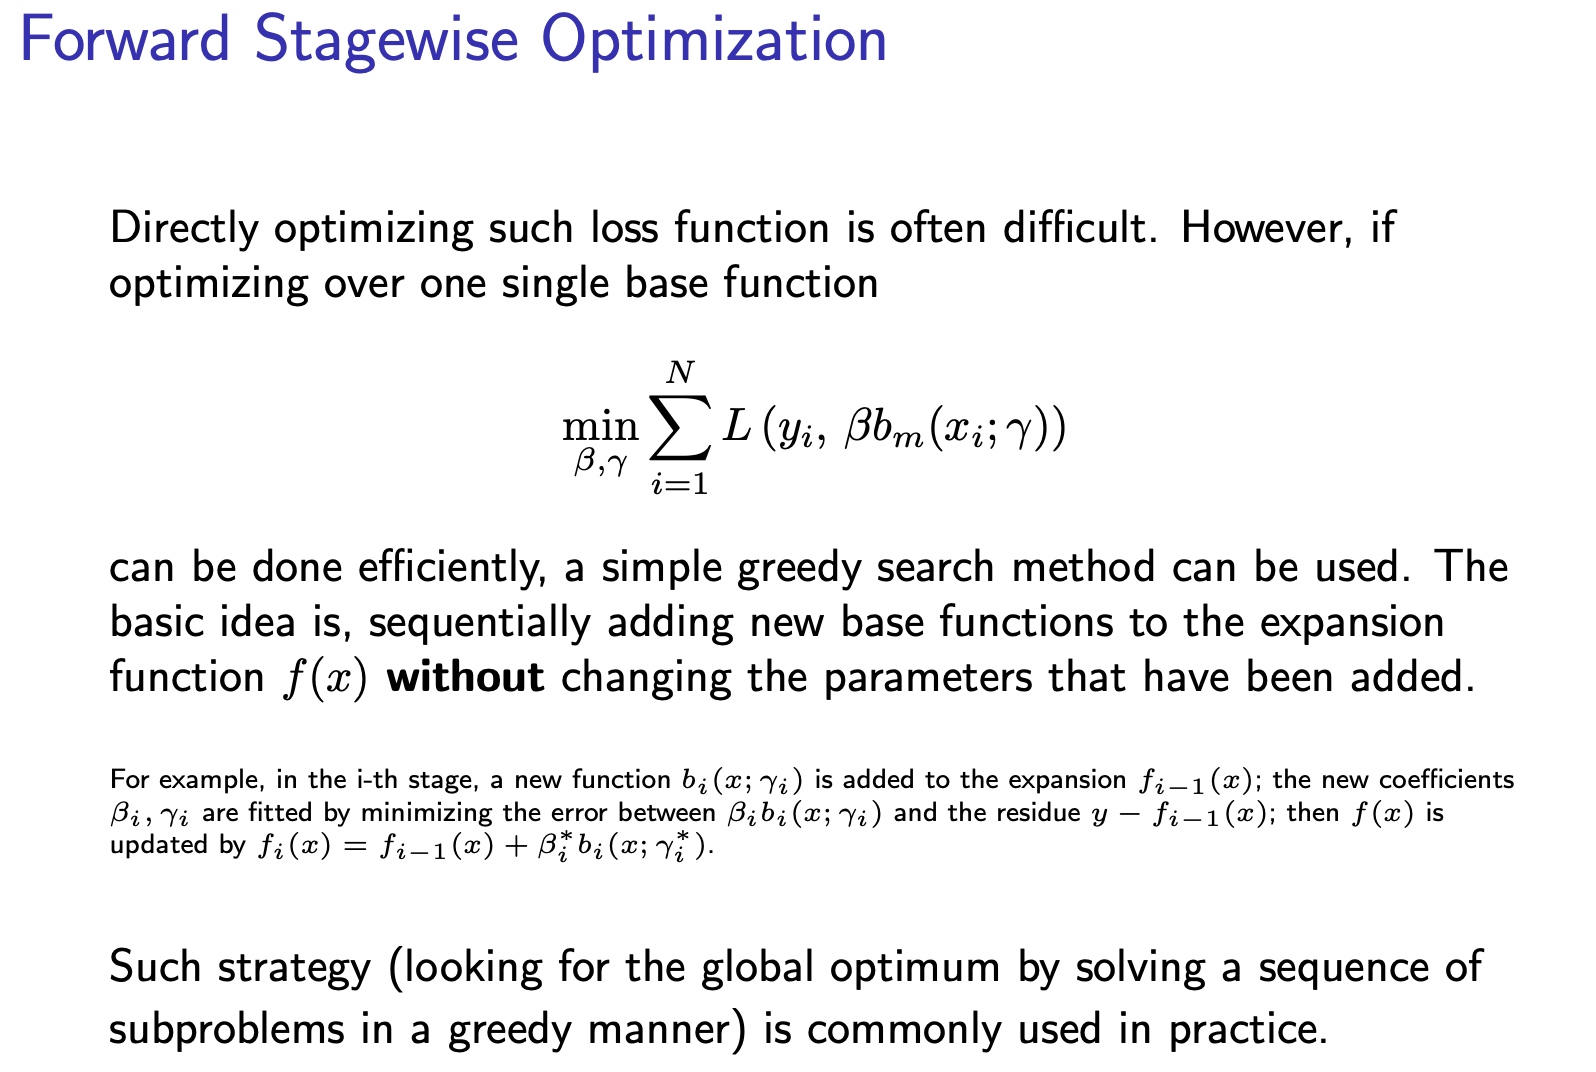 Forward Stagewise Optimization
Directly optimizing such loss function is often difficult. However, if
optimizing over one single base function
$$\min_{\beta,\gamma} \sum_{i=1}^{N} L\left(y_i,\, \beta b_m(x_i;\gamma)\right)$$
can be done efficiently, a simple greedy search method can be used. The
basic idea is, sequentially adding new base functions to the expansion
function $f(x)$ without changing the parameters that have been added.
For example, in the i-th stage, a new function $b_i(x;\gamma_i)$ is added to the expansion $f_{i-1}(x)$; the new coefficients
$\beta_i, \gamma_i$ are fitted by minimizing the error between $\beta_i b_i(x;\gamma_i)$ and the residue $y - f_{i-1}(x)$; then $f(x)$ is
updated by $f_i(x) = f_{i-1}(x) + \beta_i^* b_i(x;\gamma_i^*)$.
Such strategy (looking for the global optimum by solving a sequence of
subproblems in a greedy manner) is commonly used in practice.